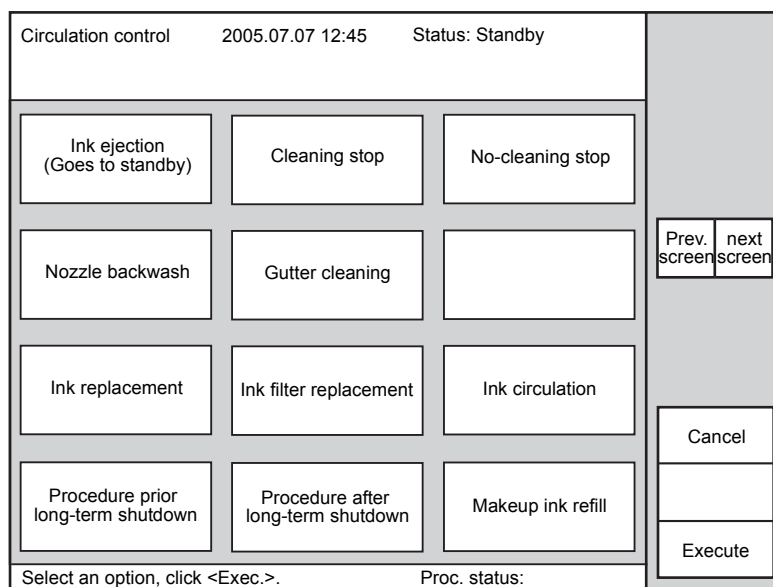 Circulation control 2005.07.07 12:45 Status: Standby
Ink ejection
(Goes to standby)
Cleaning stop
No-cleaning stop
Nozzle backwash
Gutter cleaning
Prev.
screen
next
screen
Ink replacement
Ink filter replacement
Ink circulation
Cancel
Procedure prior
long-term shutdown
Procedure after
long-term shutdown
Makeup ink refill
Execute
Select an option, click <Exec.>. Proc. status: